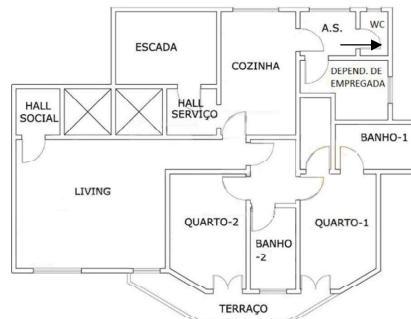 WC
A.S.
ESCADA
COZINHA
DEPEND. DE
EMPREGADA
HALL
SOCIAL
HALL
SERVIÇO
BANHO-1
LIVING
QUARTO-2
QUARTO-1
BANHO
-2
TERRAÇO